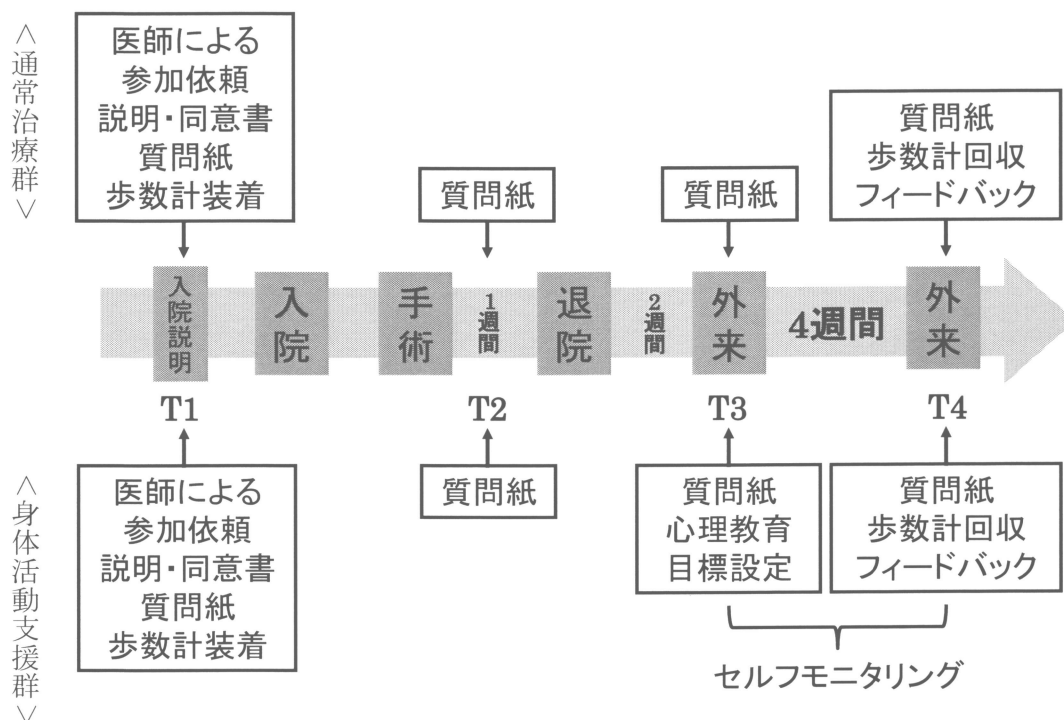 ＜通常治療群＞
医師による
参加依頼
説明・同意書
質問紙
歩数計装着
質問紙
質問紙
質問紙
歩数計回収
フィードバック
入院説明
入院
手術
1週間
退院
2週間
外来
4週間
外来
T1
T2
T3
T4
＜身体活動支援群＞
医師による
参加依頼
説明・同意書
質問紙
歩数計装着
質問紙
質問紙
心理教育
目標設定
質問紙
歩数計回収
フィードバック
セルフモニタリング